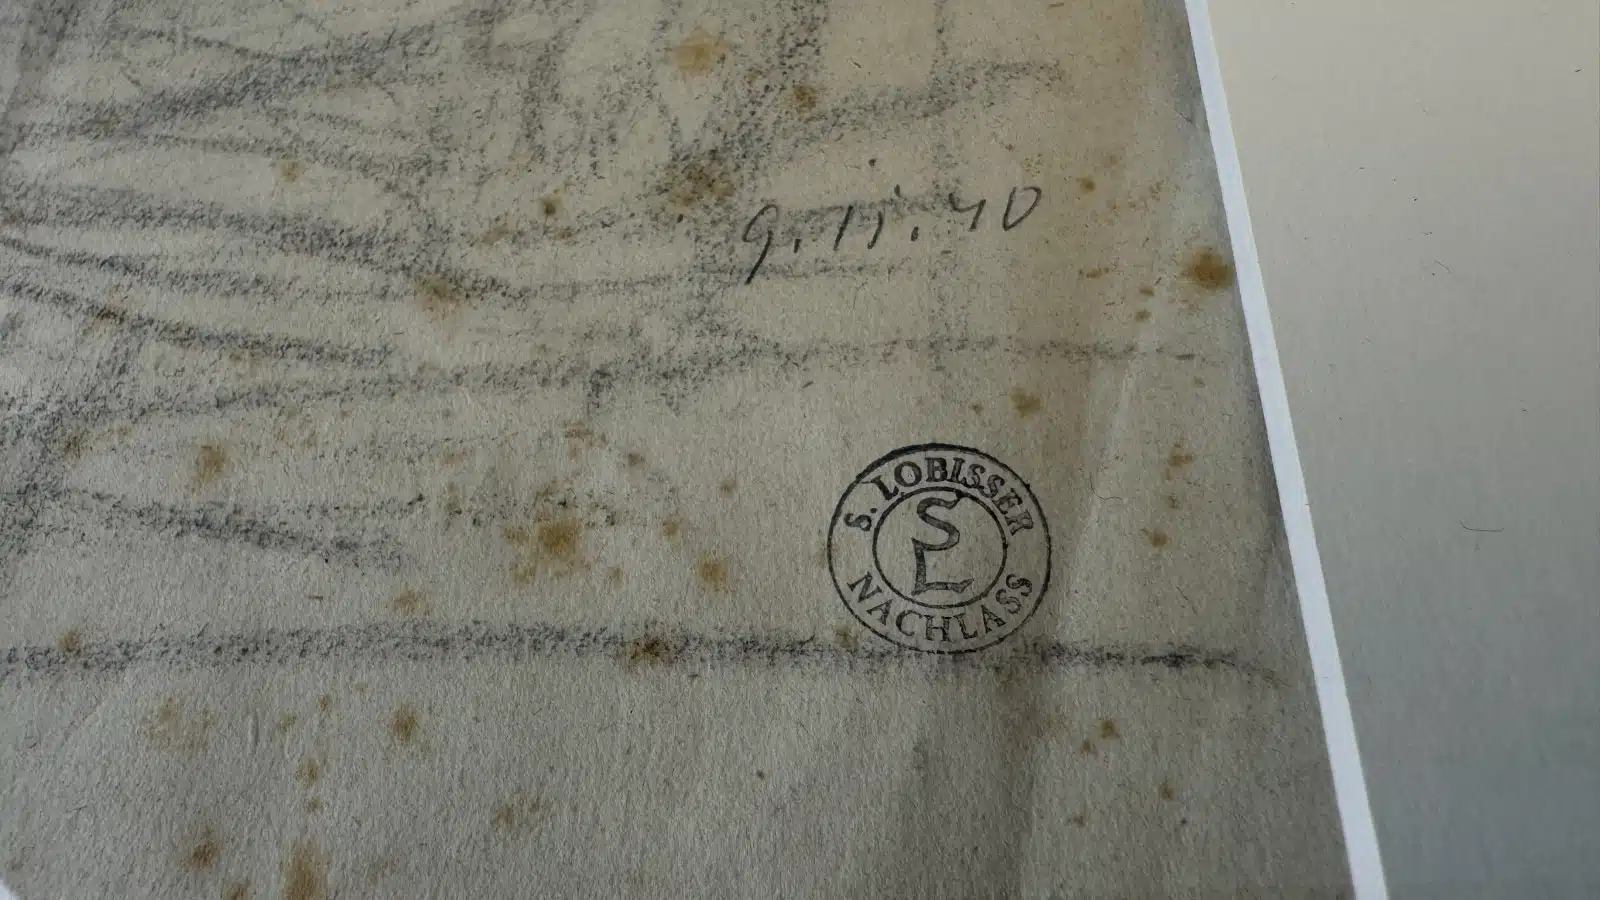 9. 11. 40
S. LOBISSER
SL
NACHLASS